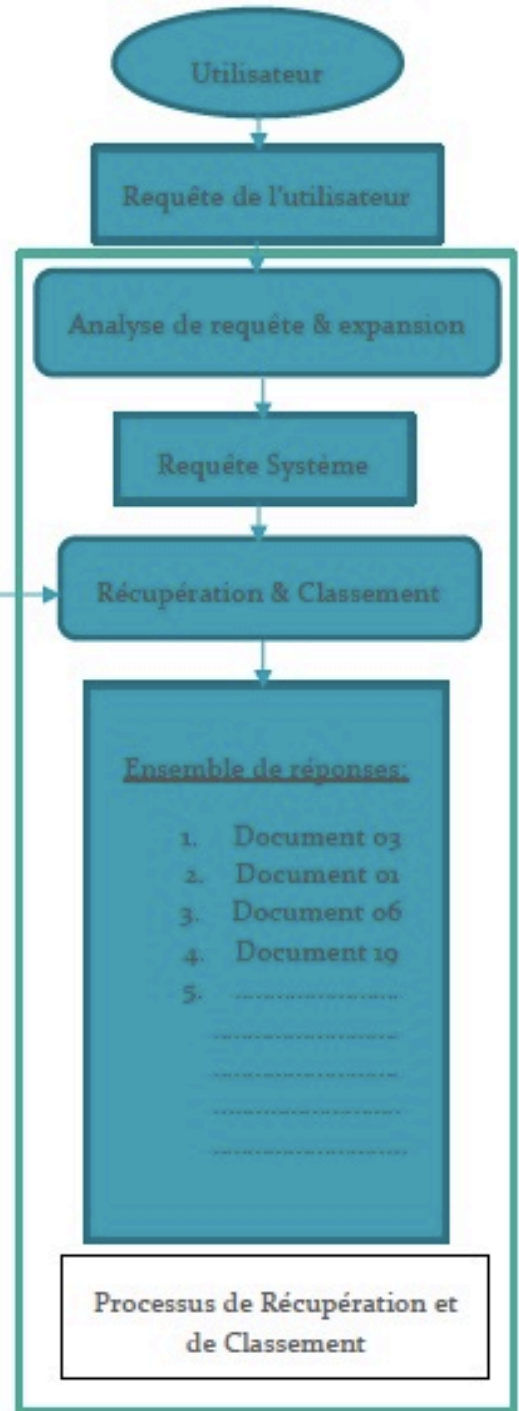 Utilisateur
Requête de l'utilisateur
Analyse de requête & expansion
Requête Système
Récupération & Classement
Ensemble de réponses:
1. Document 03
2. Document 01
3. Document 06
4. Document 19
5. ............................
............................
............................
............................
............................
Processus de Récupération et
de Classement